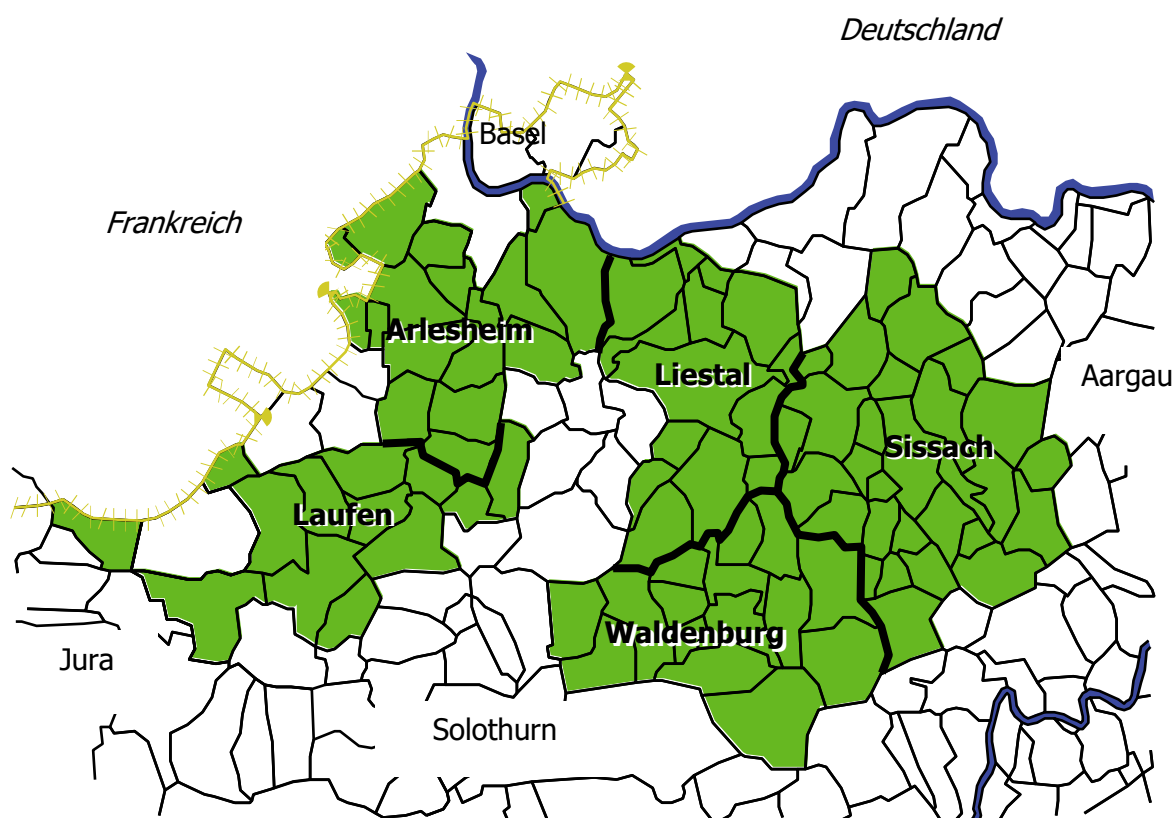 Deutschland
Basel
Frankreich
Arlesheim
Liestal
Aargau
Sissach
Laufen
Waldenburg
Jura
Solothurn